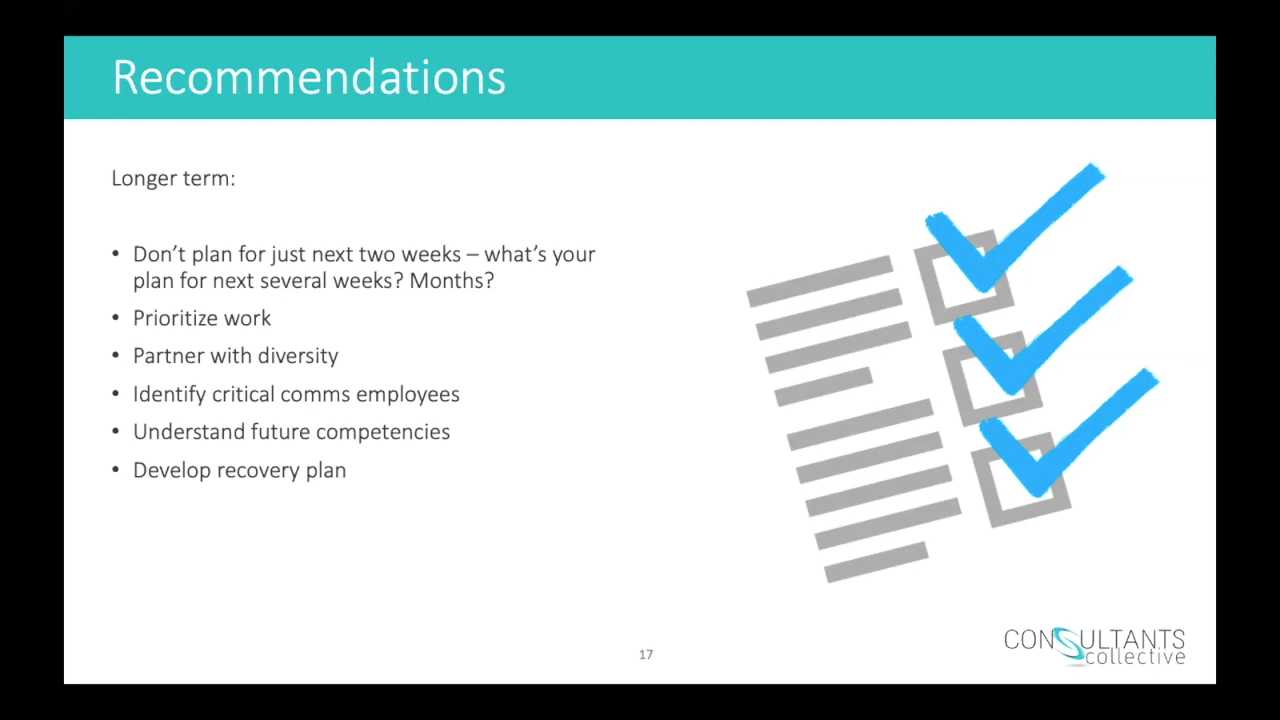 Recommendations
Longer term:
• Don’t plan for just next two weeks – what’s your
plan for next several weeks? Months?
• Prioritize work
• Partner with diversity
• Identify critical comms employees
• Understand future competencies
• Develop recovery plan
17
CONSULTANTS
collective